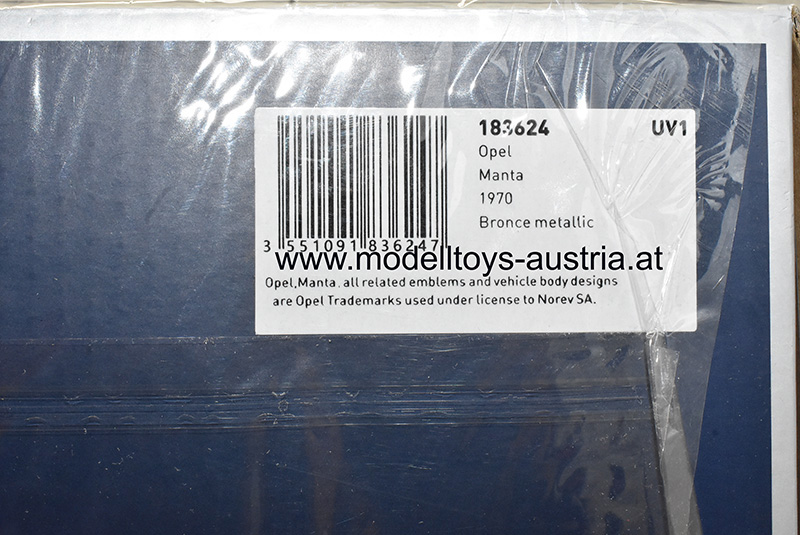 183624 UV1
Opel
Manta
1970
Bronce metallic
3 551091 836247
www.modelltoys-austria.at
Opel,Manta, all related emblems and vehicle body designs
are Opel Trademarks used under license to Norev SA.